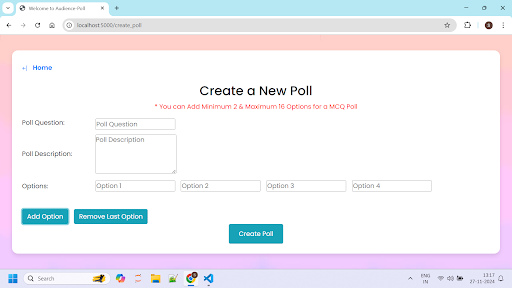 Welcome to Audience Poll
localhost:5000/create_poll
Home
Create a New Poll
* You can Add Minimum 2 & Maximum 16 Options for a MCQ Poll
Poll Question: Poll Question
Poll Description: Poll Description
Options: Option 1 Option 2 Option 3 Option 4
Add Option Remove Last Option
Create Poll
Search
ENG
IN
13:17
27-11-2024